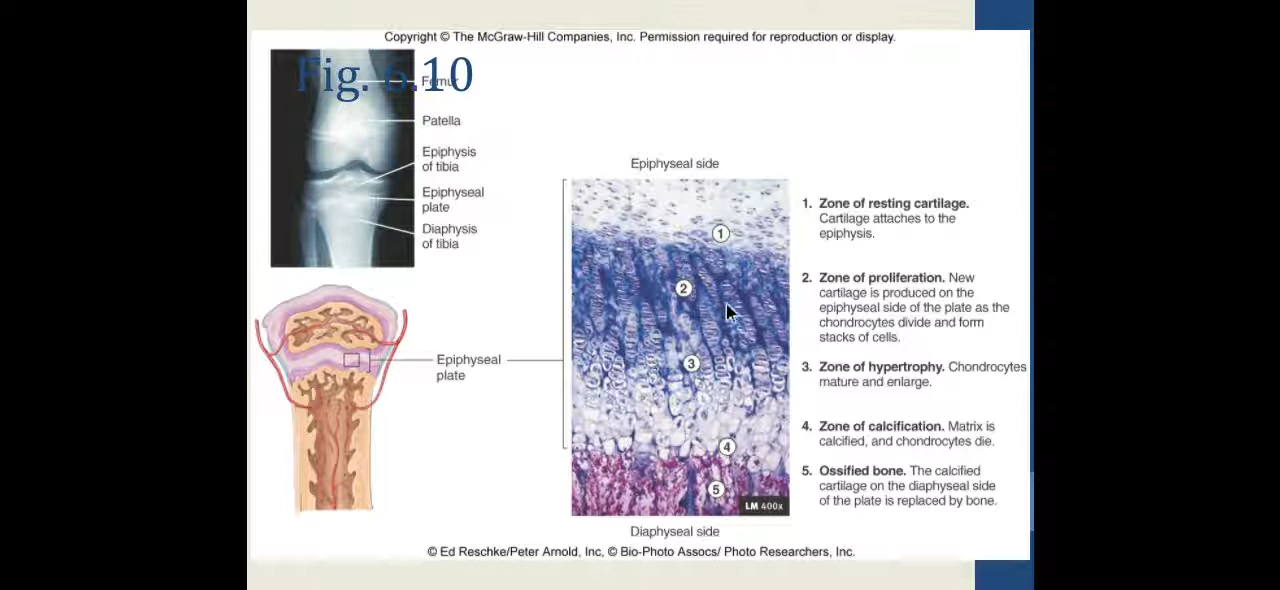 Copyright © The McGraw-Hill Companies, Inc. Permission required for reproduction or display.
Fig. 6.10
Femur
Patella
Epiphysis
of tibia
Epiphyseal
plate
Diaphysis
of tibia
Epiphyseal
plate
Epiphyseal side
1
2
3
4
5
LM 400x
Diaphyseal side
1. Zone of resting cartilage.
Cartilage attaches to the
epiphysis.
2. Zone of proliferation. New
cartilage is produced on the
epiphyseal side of the plate as the
chondrocytes divide and form
stacks of cells.
3. Zone of hypertrophy. Chondrocytes
mature and enlarge.
4. Zone of calcification. Matrix is
calcified, and chondrocytes die.
5. Ossified bone. The calcified
cartilage on the diaphyseal side
of the plate is replaced by bone.
© Ed Reschke/Peter Arnold, Inc, © Bio-Photo Assocs/ Photo Researchers, Inc.